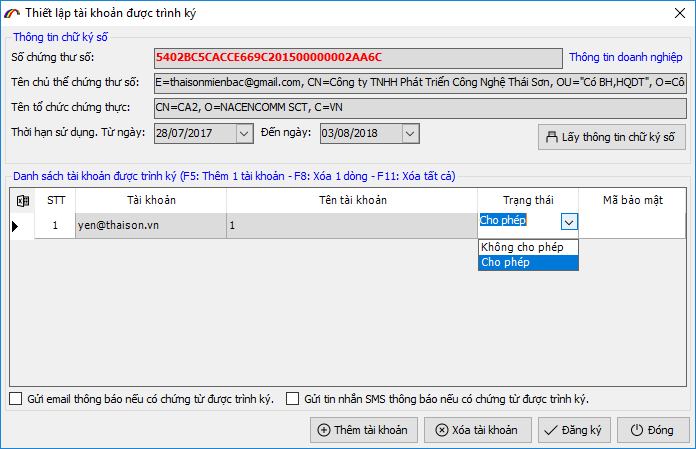 Thiết lập tài khoản được trình ký
Thông tin chữ ký số
Số chứng thư số: 5402BC5CACCE669C201500000002AA6C Thông tin doanh nghiệp
Tên chủ thể chứng thư số: E=thaisonmienbac@gmail.com, CN=Công ty TNHH Phát Triển Công Nghệ Thái Sơn, OU="Có BH,HQDT", O=Cô
Tên tổ chức chứng thực: CN=CA2, O=NACENCOMM SCT, C=VN
Thời hạn sử dụng. Từ ngày: 28/07/2017 Đến ngày: 03/08/2018 Lấy thông tin chữ ký số
Danh sách tài khoản được trình ký (F5: Thêm 1 tài khoản - F8: Xóa 1 dòng - F11: Xóa tất cả)
STT Tài khoản Tên tài khoản Trạng thái Mã bảo mật
1 yen@thaison.vn 1 Cho phép
Không cho phép
Cho phép
Gửi email thông báo nếu có chứng từ được trình ký. Gửi tin nhắn SMS thông báo nếu có chứng từ được trình ký.
Thêm tài khoản Xóa tài khoản Đăng ký Đóng